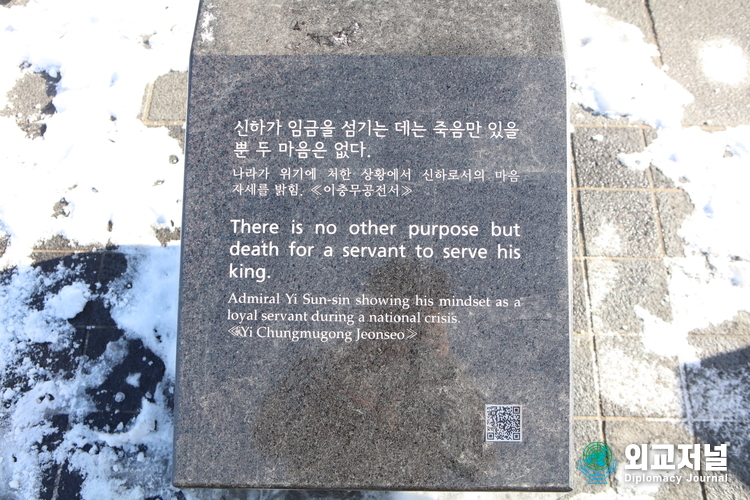 신하가 임금을 섬기는 데는 죽음만 있을
뿐 두 마음은 없다.
나라가 위기에 처한 상황에서 신하로서의 마음
자세를 밝힘. ≪이충무공전서≫
There is no other purpose but
death for a servant to serve his
king.
Admiral Yi Sun-sin showing his mindset as a
loyal servant during a national crisis.
≪Yi Chungmugong Jeonseo≫
외교저널
Diplomacy Journal